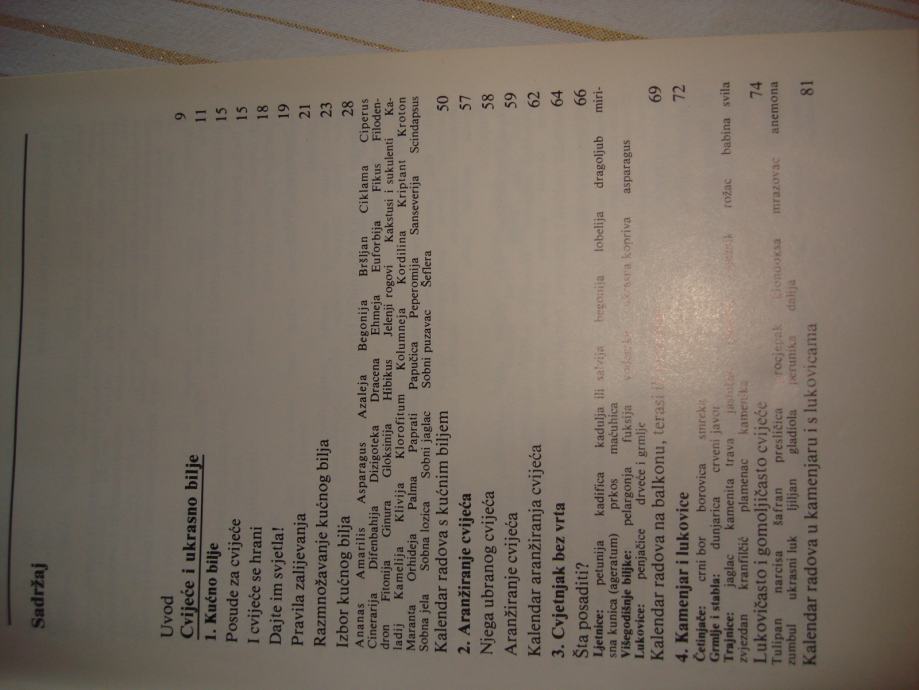 Sadržaj
Uvod 9
Cvijeće i ukrasno bilje 11
1. Kućno bilje 15
Posude za cvijeće 15
I cvijeće se hrani 18
Dajte im svjetla! 19
Pravila zalijevanja 21
Razmnožavanje kućnog bilja 23
Izbor kućnog bilja 28
Ananas Amarilis Asparagus Azaleja Begonija Bršljan Ciklama Ciperus
Cinerarija Difenbahija Dizigoteka Dracena Ehmeja Euforbija Fikus Filoden-
dron Fitonija Gimura Gloksinija Hibikus Jelenji rogovi Kakstusi i sukulenti Ka-
ladij Kamelija Klivija Klorofitum Kolumneja Kordilina Kriptant Kroton
Maranta Orhideja Palma Paprati Papučica Peperomija Sanseverija Scindapsus
Sobna jela Sobna lozica Sobni jaglac Sobni puzavac Šeflera
Kalendar radova s kućnim biljem 50
2. Aranžiranje cvijeća 57
Njega ubiranog cvijeća 58
Aranžiranje cvijeća 59
Kalendar aranžiranja cvijeća 62
3. Cvjetnjak bez vrta 64
Šta posaditi? 66
Ljetnice: petunija kadifica kadulja ili salvija begonija lobelija dragoljub miri-
sna kunica (ageratum) prkos maćuhica
Višegodišnje biljke: pelargonja fuksija kopriva asparagus
Lukovice: penjačice drveće i grmlje
Kalendar radova na balkonu, terasi 69
4. Kamenjar i lukovice 72
Četinjače: crni bor borovica smreka
Grmlje i stabla: dunjarica crveni javor
Trajnice: jaglac kamenita trava rožac babina svila
zvjezdan kraniličić plamenac kamenika
Lukovičasto i gomoljičasto cvijeće 74
Tulipan narcisa šafran presličica procjepak mrazovac anemona
zumbul ukrasni luk ljiljan gladiola perunika dalija
Kalendar radova u kamenjaru i s lukovicama 81